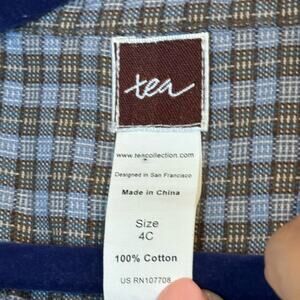 tea
www.teacollection.com
Designed in San Francisco
Made in China
Size
4C
100% Cotton
US RN107708